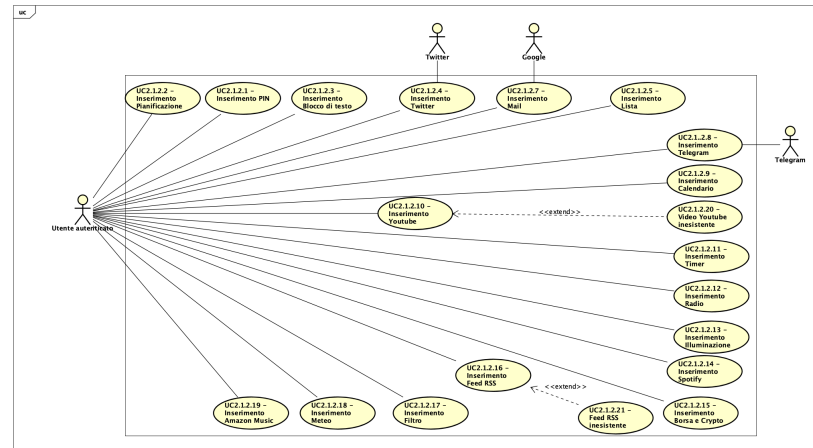 uc
Twitter
Google
UC2.1.2.2 -
Inserimento
Pianificazione
UC2.1.2.1 -
Inserimento PIN
UC2.1.2.3 -
Inserimento
Blocco di testo
UC2.1.2.4 -
Inserimento
Twitter
UC2.1.2.7 -
Inserimento
Mail
UC2.1.2.5 -
Inserimento
Lista
UC2.1..2.8 -
Inserimento
Telegram
Telegram
UC2.1.2.9 -
Inserimento
Calendario
Utente autenticato
UC2.1.2.10 -
Inserimento
Youtube
<<extend>>
UC2.1.2.20 -
Video Youtube
inesistente
UC2.1.2.11 -
Inserimento
Timer
UC2.1.2.12 -
Inserimento
Radio
UC2.1.2.13 -
Inserimento
Illuminazione
UC2.1.2.14 -
Inserimento
Spotify
UC2.1.2.16 -
Inserimento
Feed RSS
<<extend>>
UC2.1.2.19 -
Inserimento
Amazon Music
UC2.1.2.18 -
Inserimento
Meteo
UC2.1.2.17 -
Inserimento
Filtro
UC2.1.2.21 -
Feed RSS
inesistente
UC2.1.2.15 -
Inserimento
Borsa e Crypto